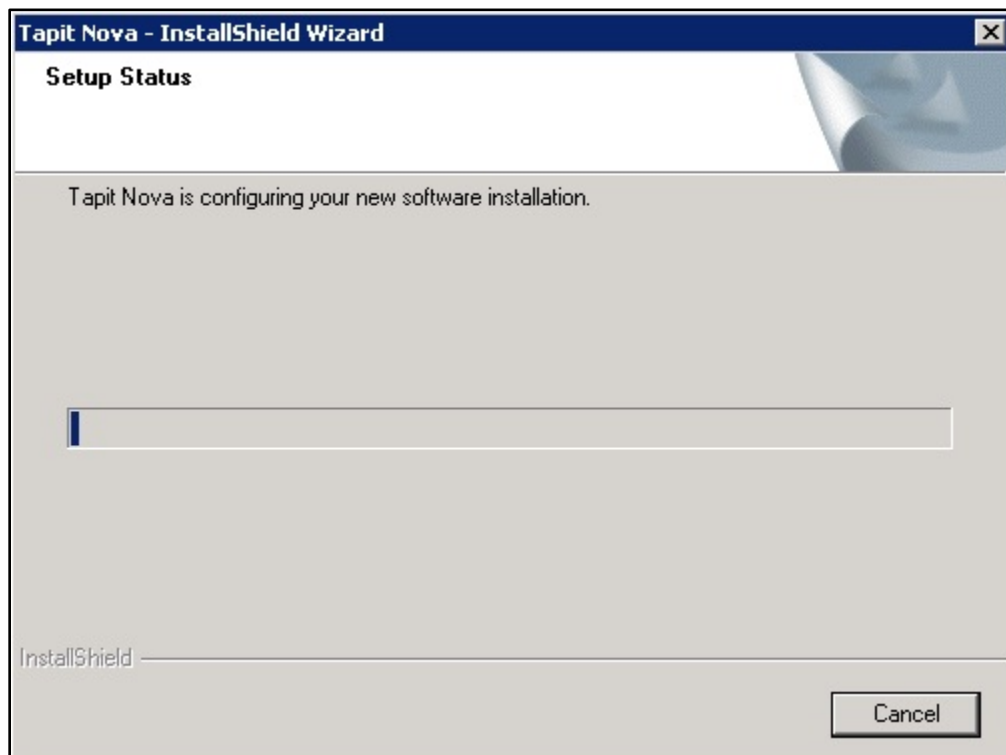 Tapit Nova - InstallShield Wizard
Setup Status
Tapit Nova is configuring your new software installation.
InstallShield
Cancel